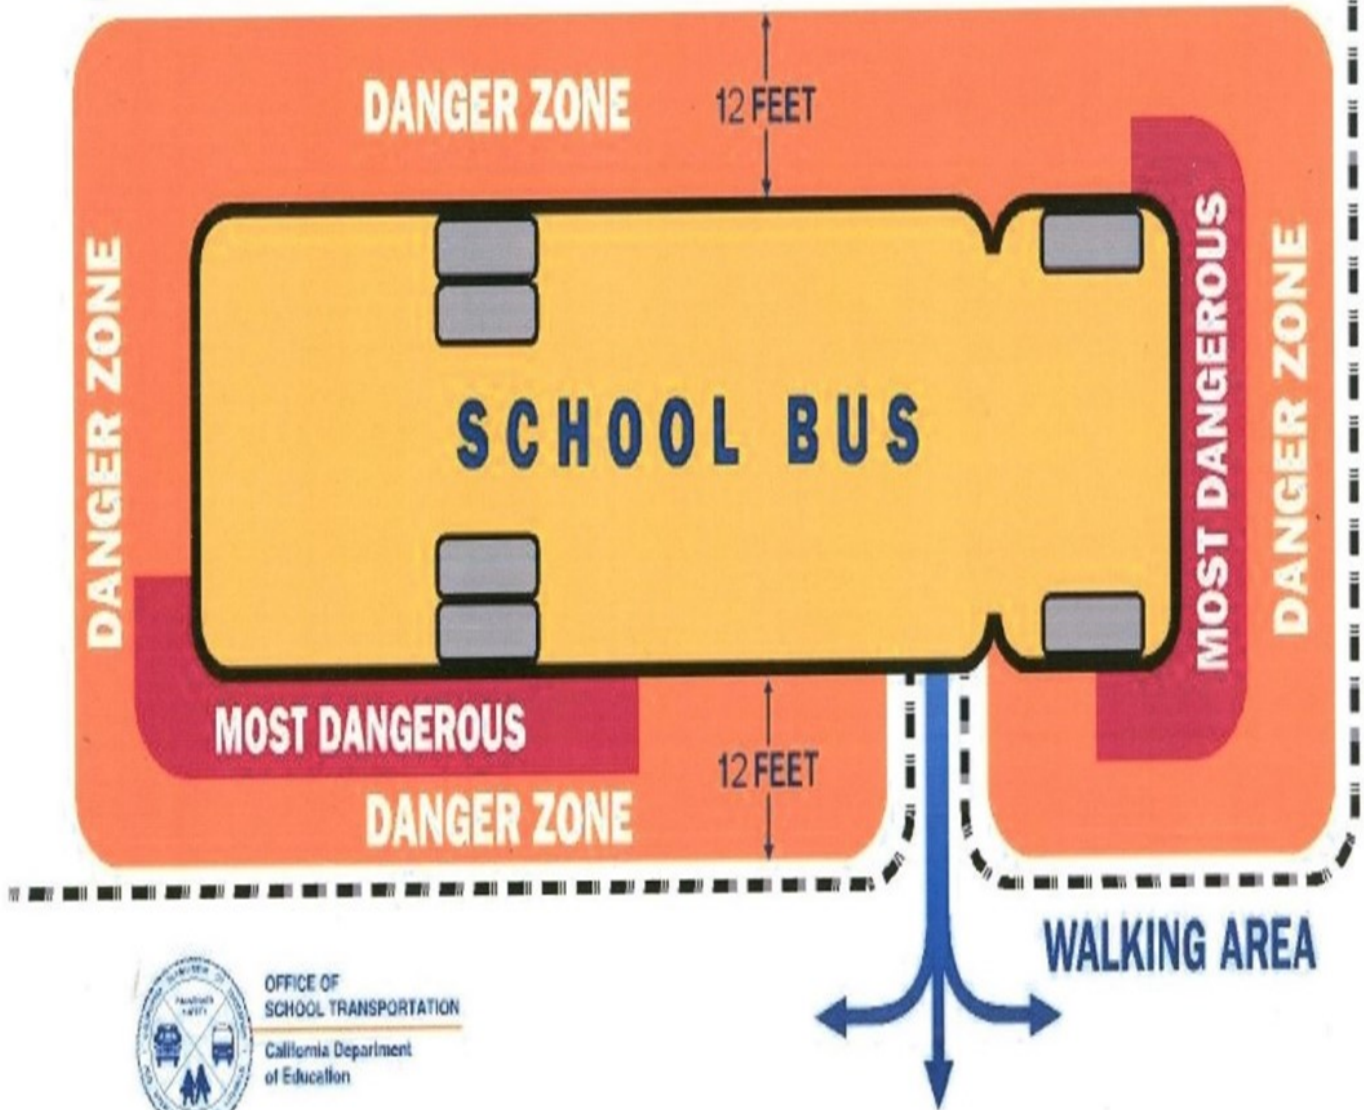 DANGER ZONE
12 FEET
DANGER ZONE
SCHOOL BUS
MOST DANGEROUS
DANGER ZONE
MOST DANGEROUS
12 FEET
DANGER ZONE
WALKING AREA
OFFICE OF
SCHOOL TRANSPORTATION
California Department
of Education